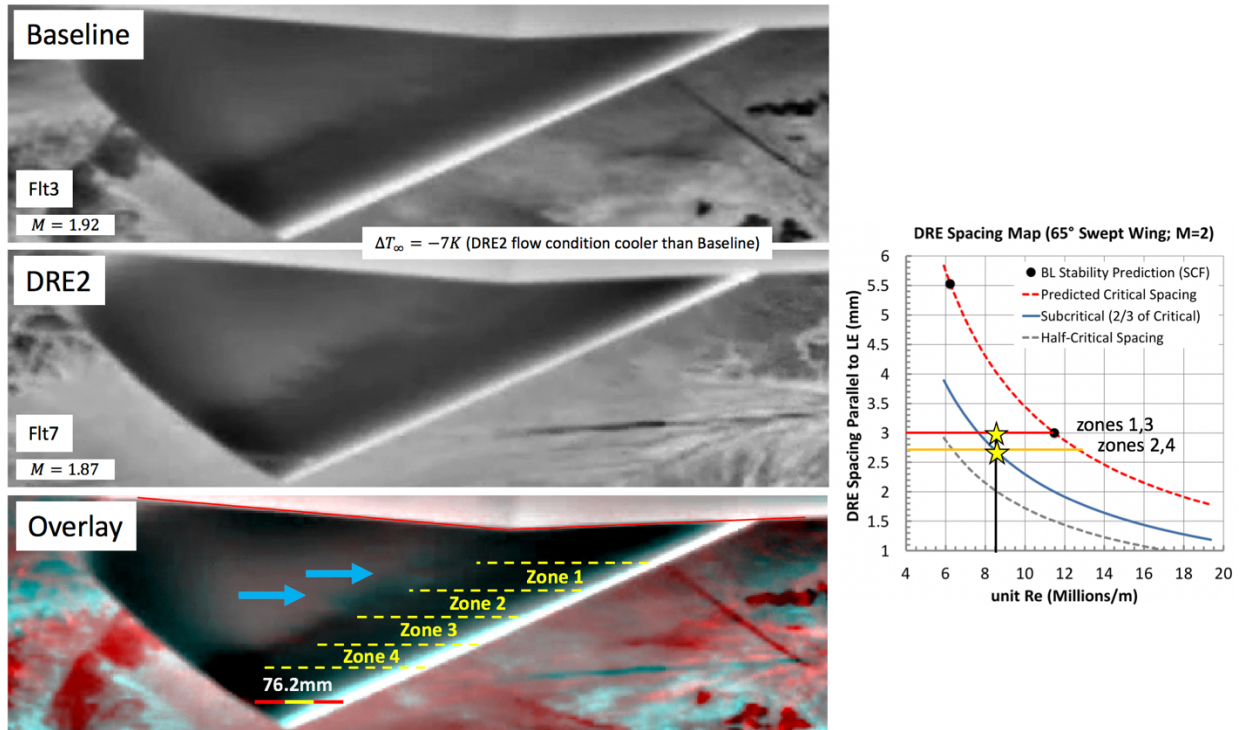 Baseline
Flt3
M = 1.92
ΔT∞ = −7K (DRE2 flow condition cooler than Baseline)
DRE2
Flt7
M = 1.87
Overlay
Zone 1
Zone 2
Zone 3
Zone 4
76.2mm
DRE Spacing Map (65° Swept Wing; M=2)
DRE Spacing Parallel to LE (mm)
6
5.5
5
4.5
4
3.5
3
2.5
2
1.5
1
BL Stability Prediction (SCF)
Predicted Critical Spacing
Subcritical (2/3 of Critical)
Half-Critical Spacing
zones 1,3
zones 2,4
4 6 8 10 12 14 16 18 20
unit Re (Millions/m)